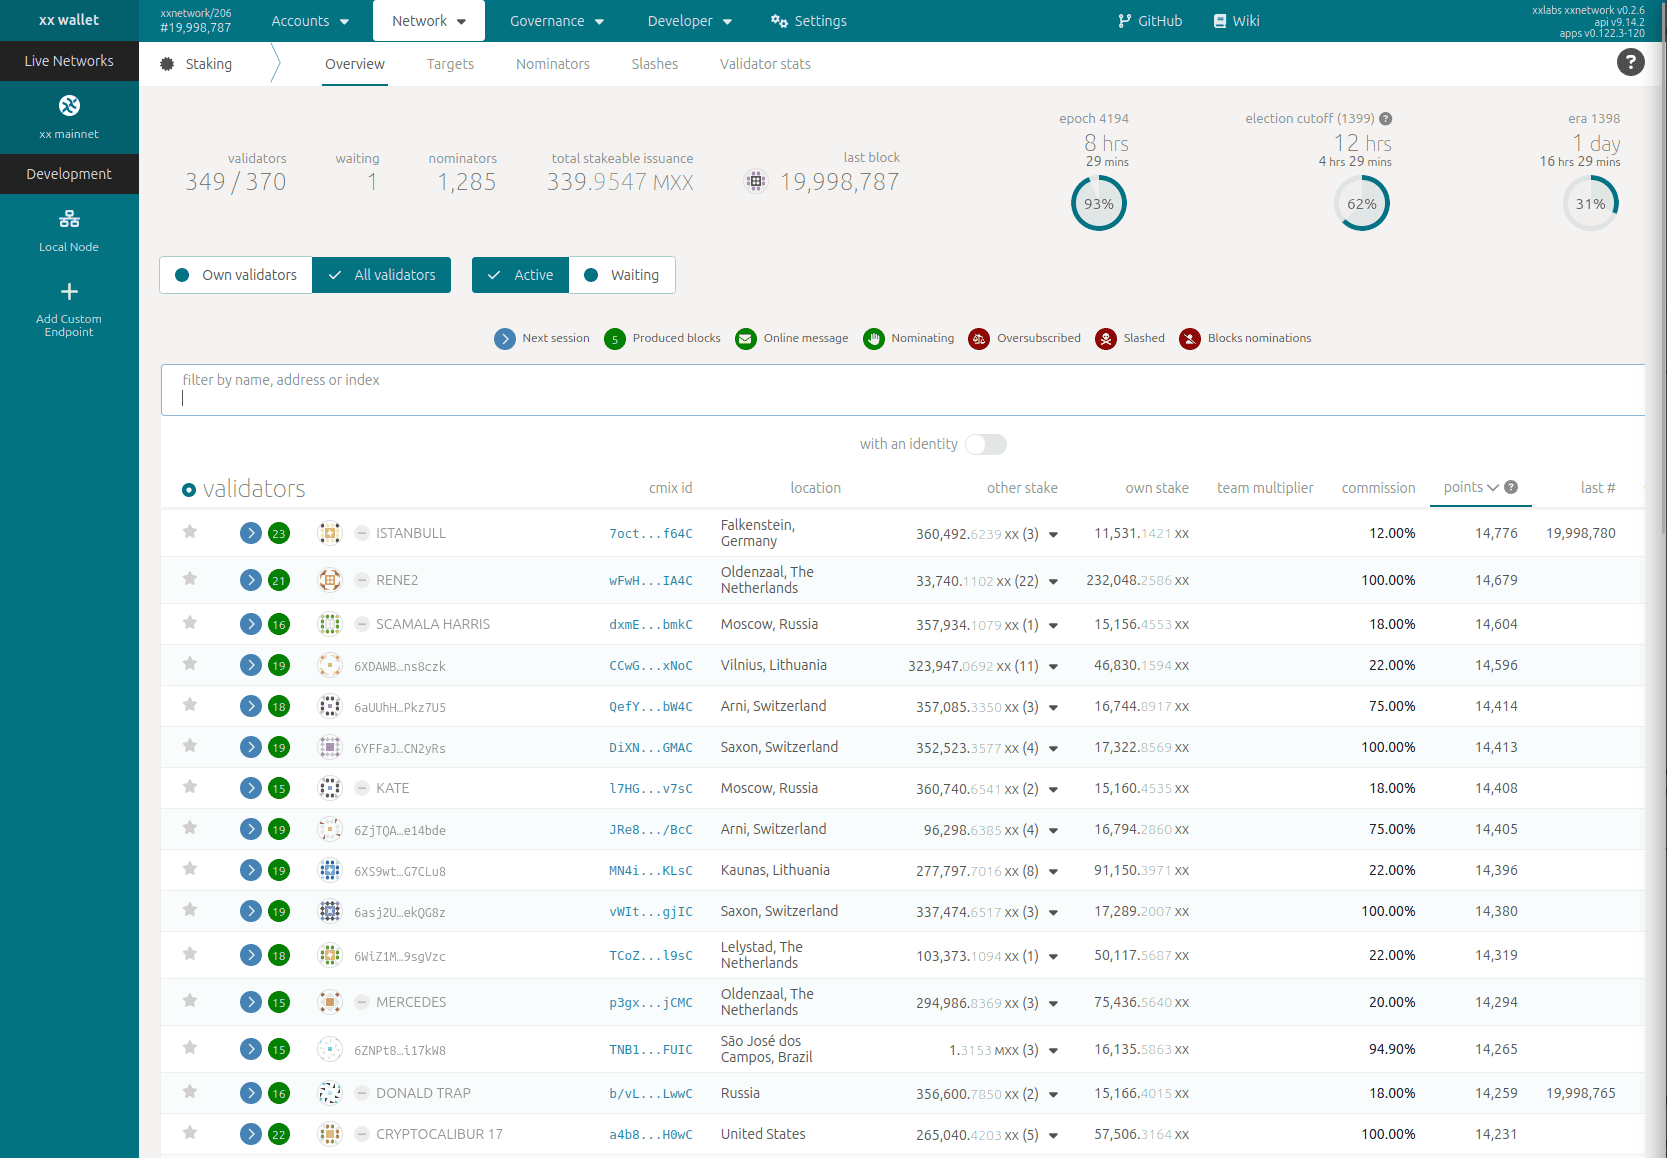 xx wallet
xxnetwork/206
#19,998,787
Accounts
Network
Governance
Developer
Settings
GitHub
Wiki
xxlabs xxnetwork v0.2.6
api v9.14.2
apps v0.122.3-120
Live Networks
xx mainnet
Development
Local Node
Add Custom
Endpoint
Staking
Overview
Targets
Nominators
Slashes
Validator stats
?
validators
349 / 370
waiting
1
nominators
1,285
total stakeable issuance
339.9547 MXX
last block
19,998,787
epoch 4194
8 hrs
29 mins
93%
election cutoff (1399) ?
12 hrs
4 hrs 29 mins
62%
era 1398
1 day
16 hrs 29 mins
31%
Own validators
All validators
Active
Waiting
Next session
5 Produced blocks
Online message
Nominating
Oversubscribed
Slashed
Blocks nominations
filter by name, address or index
with an identity
validators cmix id location other stake own stake team multiplier commission points ? last #
23 ISTANBULL 7oct...f64C Falkenstein, Germany 360,492.6239 XX (3) 11,531.1421 XX 12.00% 14,776 19,998,780
21 RENE2 wFwH...IA4C Oldenzaal, The Netherlands 33,740.1102 XX (22) 232,048.2586 XX 100.00% 14,679
16 SCAMALA HARRIS dxmE...bmkC Moscow, Russia 357,934.1079 XX (1) 15,156.4553 XX 18.00% 14,604
19 6XDAWB…ns8czk CCwG...xNoC Vilnius, Lithuania 323,947.0692 XX (11) 46,830.1594 XX 22.00% 14,596
18 6aUUhH…Pkz7U5 QefY...bW4C Arni, Switzerland 357,085.3350 XX (3) 16,744.8917 XX 75.00% 14,414
19 6YFFaJ…CN2yRs DiXN...GMAC Saxon, Switzerland 352,523.3577 XX (4) 17,322.8569 XX 100.00% 14,413
15 KATE l7HG...v7sC Moscow, Russia 360,740.6541 XX (2) 15,160.4535 XX 18.00% 14,408
19 6ZjTQA…e14bde JRe8.../BcC Arni, Switzerland 96,298.6385 XX (4) 16,794.2860 XX 75.00% 14,405
19 6XS9wt…G7CLu8 MN4i...KLsC Kaunas, Lithuania 277,797.7016 XX (8) 91,150.3971 XX 22.00% 14,396
19 6asj2U…ekQG8z vWIt...gjIC Saxon, Switzerland 337,474.6517 XX (3) 17,289.2007 XX 100.00% 14,380
18 6WiZ1M…9sgVzc TCoZ...l9sC Lelystad, The Netherlands 103,373.1094 XX (1) 50,117.5687 XX 22.00% 14,319
15 MERCEDES p3gx...jCMC Oldenzaal, The Netherlands 294,986.8369 XX (3) 75,436.5640 XX 20.00% 14,294
15 6ZNPt8…i17kW8 TNB1...FUIC São José dos Campos, Brazil 1.3153 MXX (3) 16,135.5863 XX 94.90% 14,265
16 DONALD TRAP b/vL...LwwC Russia 356,600.7850 XX (2) 15,166.4015 XX 18.00% 14,259 19,998,765
22 CRYPTOCALIBUR 17 a4b8...H0wC United States 265,040.4203 XX (5) 57,506.3164 XX 100.00% 14,231